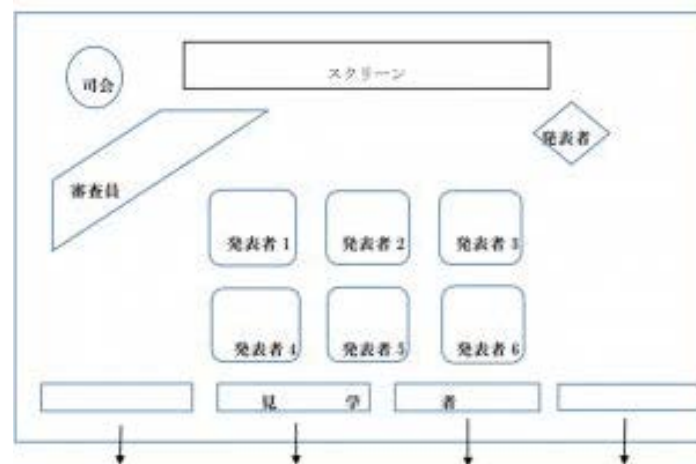 スクリーン
司会
発表者
審査員
発表者 1
発表者 2
発表者 3
発表者 4
発表者 5
発表者 6
見 学 者